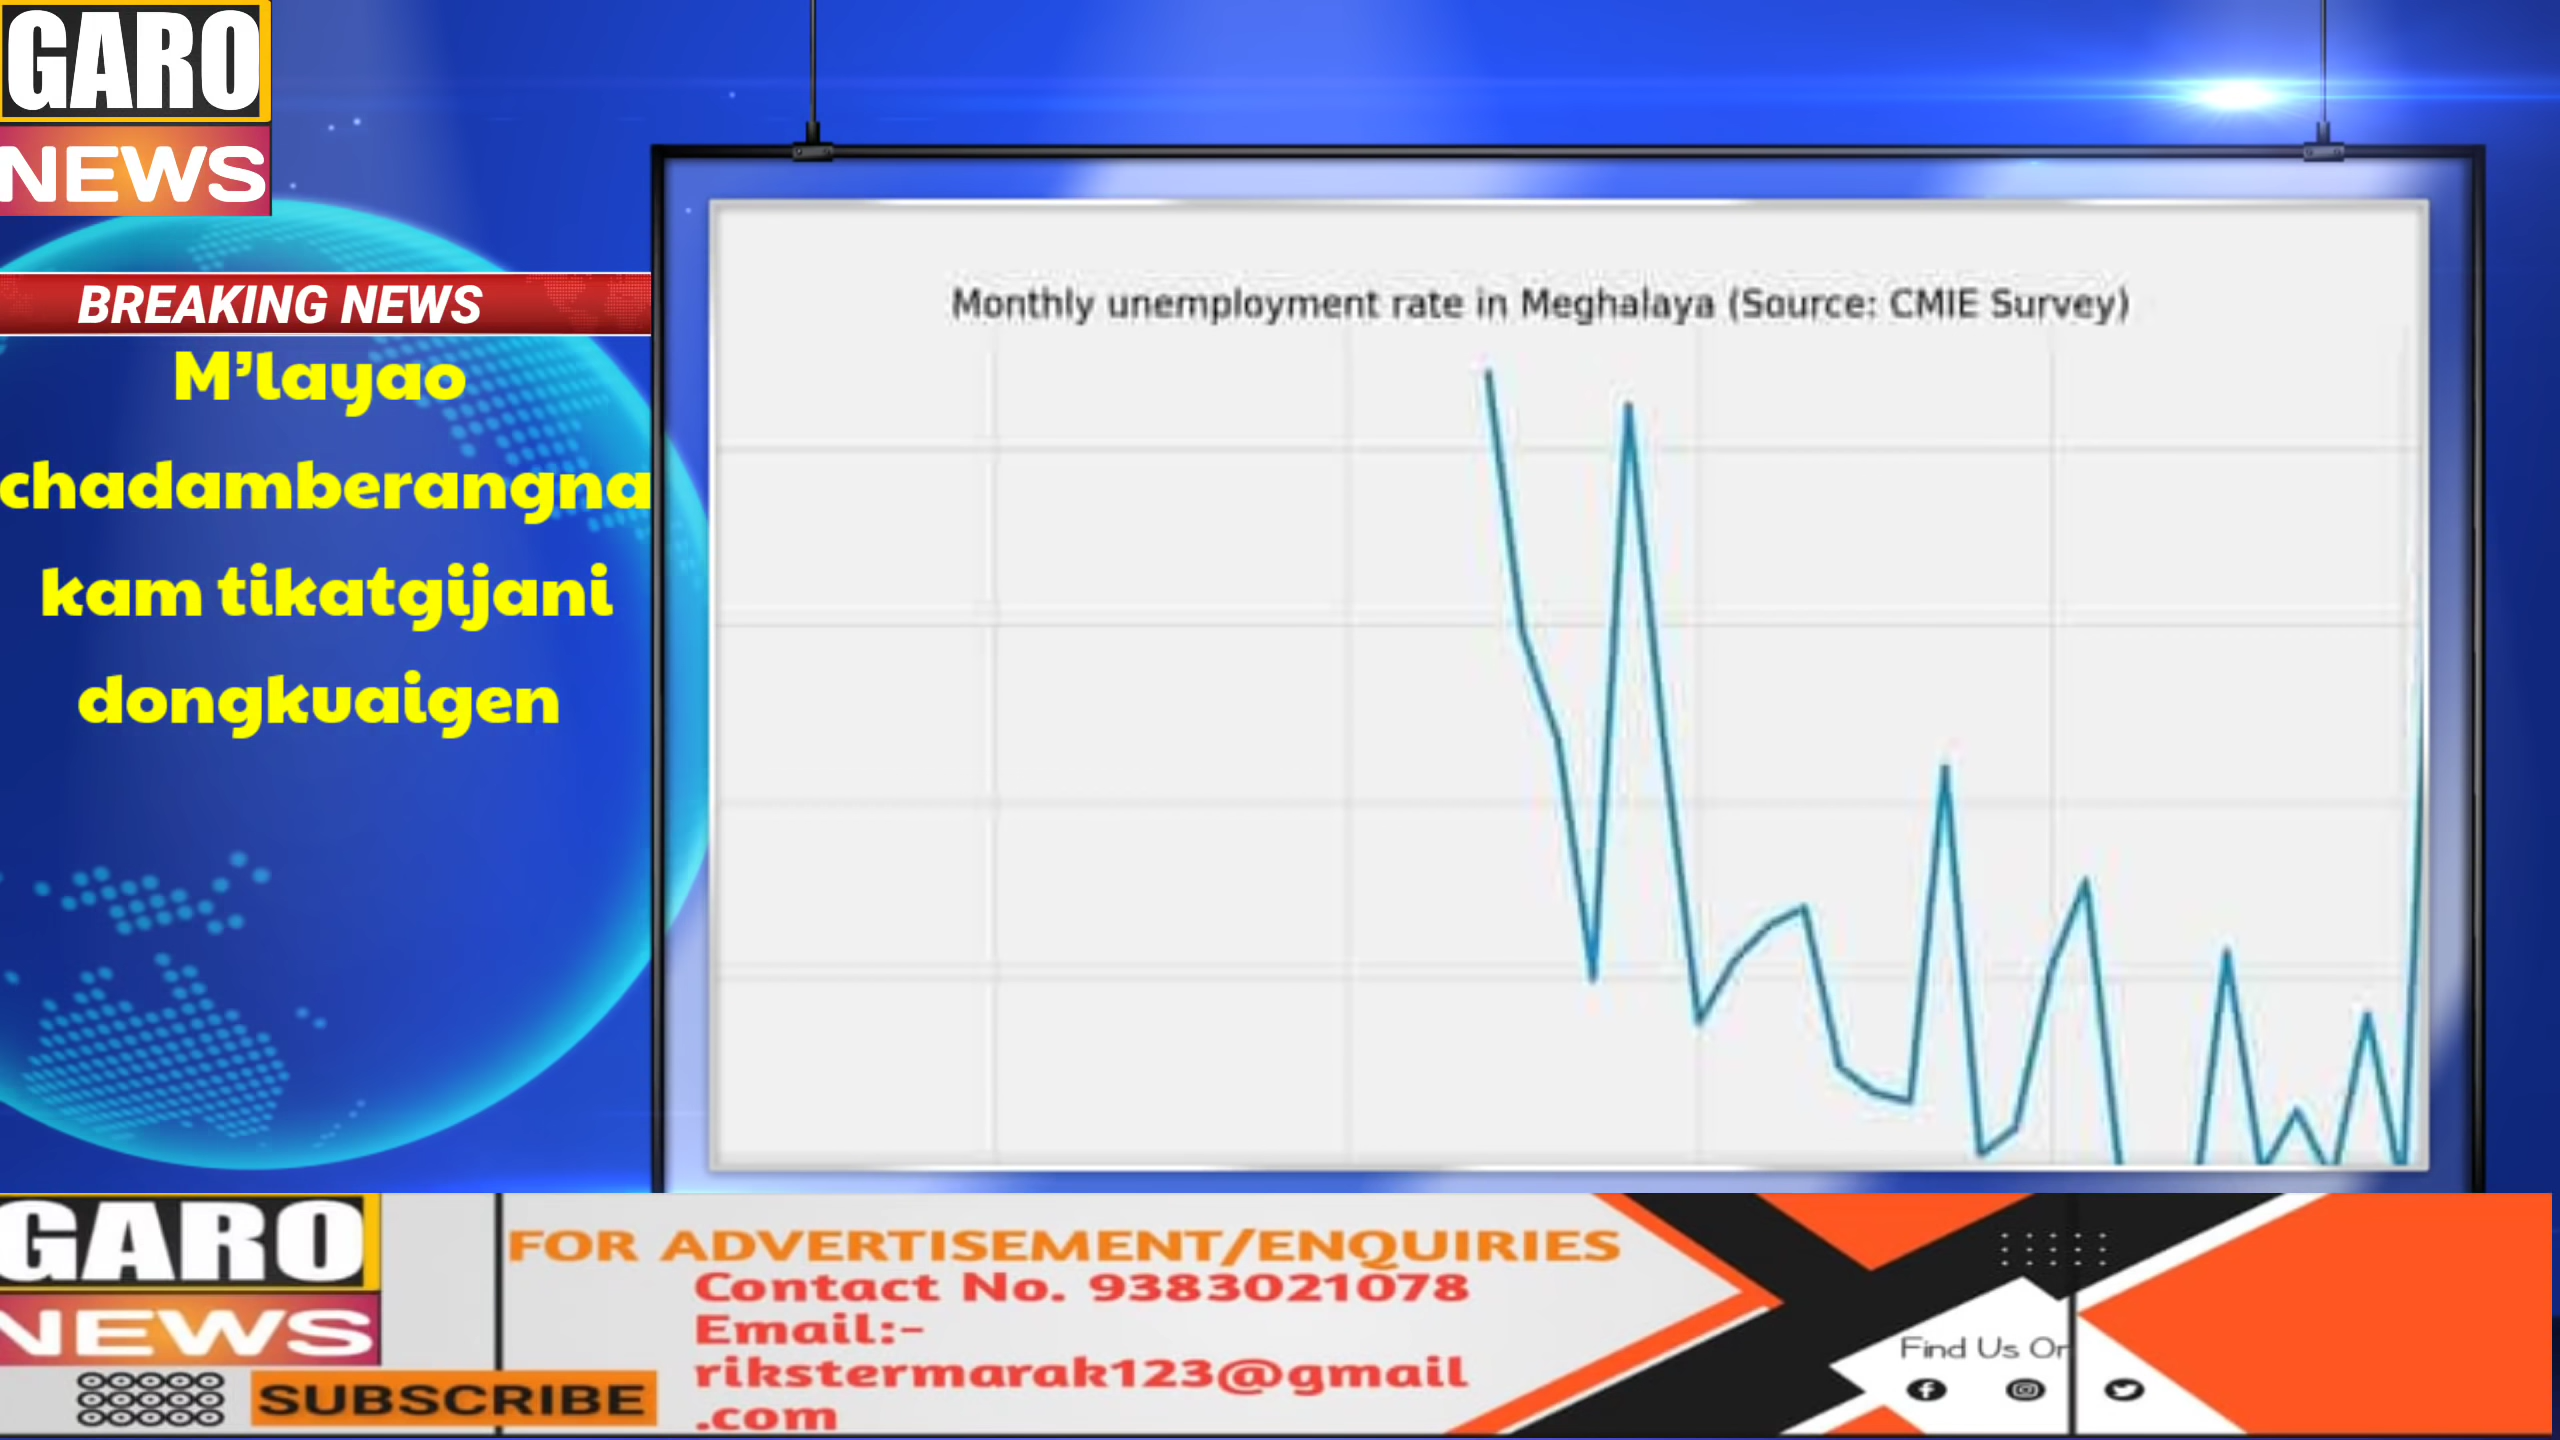 GARO
NEWS
BREAKING NEWS
M’layao
chadamberangna
kam tikatgijani
dongkuaigen
Monthly unemployment rate in Meghalaya (Source: CMIE Survey)
GARO
NEWS
SUBSCRIBE
FOR ADVERTISEMENT/ENQUIRIES
Contact No. 9383021078
Email:-
rikstermarak123@gmail
.com
Find Us On